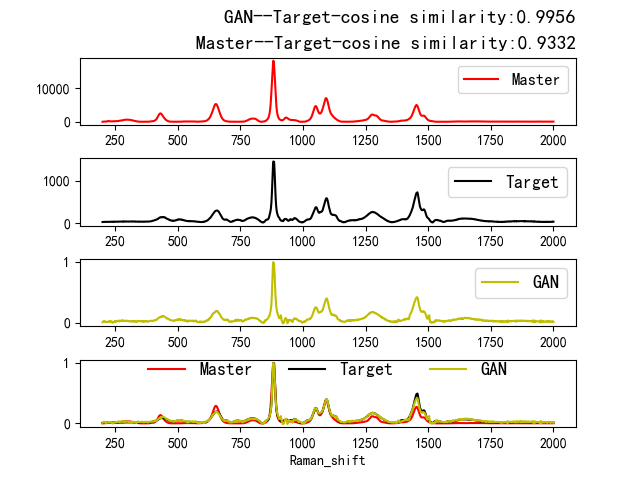 GAN--Target-cosine similarity:0.9956
Master--Target-cosine similarity:0.9332
10000
0
Master
250 500 750 1000 1250 1500 1750 2000
1000
0
Target
250 500 750 1000 1250 1500 1750 2000
1
0
GAN
250 500 750 1000 1250 1500 1750 2000
1
0
Master Target GAN
250 500 750 1000 1250 1500 1750 2000
Raman_shift